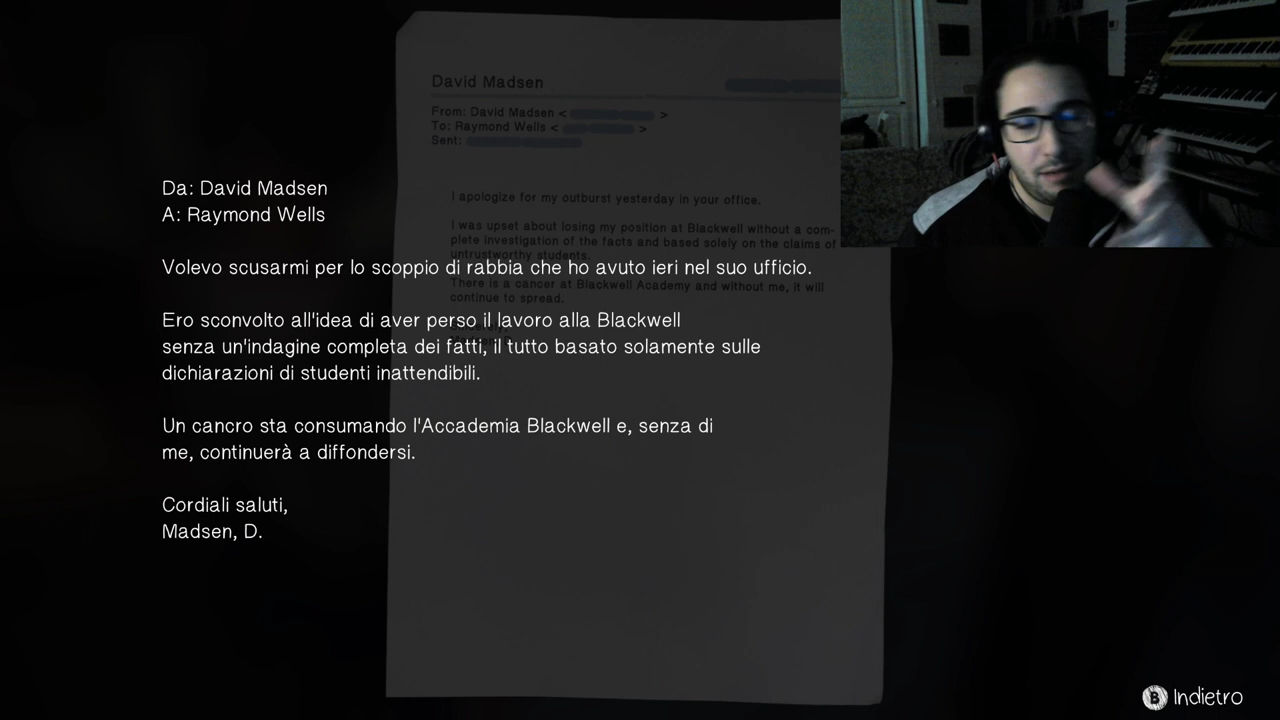 David Madsen
From: David Madsen < >
To: Raymond Wells < >
Sent:
I apologize for my outburst yesterday in your office.
I was upset about losing my position at Blackwell without a com-
plete investigation of the facts and based solely on the claims of
untrustworthy students.
There is a cancer at Blackwell Academy and without me, it will
continue to spread.
Da: David Madsen
A: Raymond Wells
Volevo scusarmi per lo scoppio di rabbia che ho avuto ieri nel suo ufficio.
Ero sconvolto all'idea di aver perso il lavoro alla Blackwell
senza un'indagine completa dei fatti, il tutto basato solamente sulle
dichiarazioni di studenti inattendibili.
Un cancro sta consumando l'Accademia Blackwell e, senza di
me, continuerà a diffondersi.
Cordiali saluti,
Madsen, D.
B Indietro